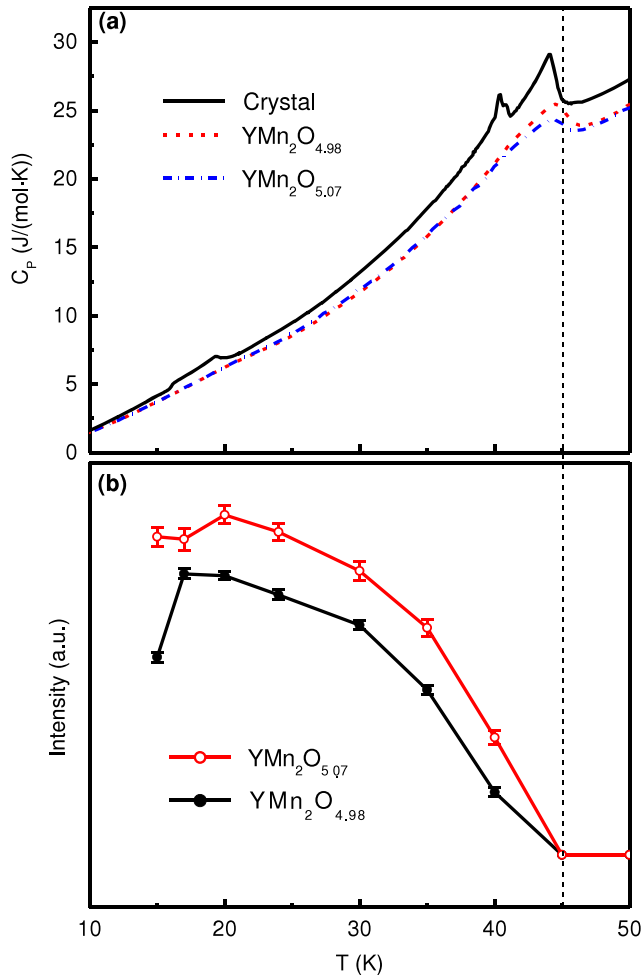 (a)
30
25
20
15
10
5
0
C_P (J/(mol·K))
Crystal
YMn₂O₄.₉₈
YMn₂O₅.₀₇
(b)
Intensity (a.u.)
YMn₂O₅.₀₇
YMn₂O₄.₉₈
10 20 30 40 50
T (K)